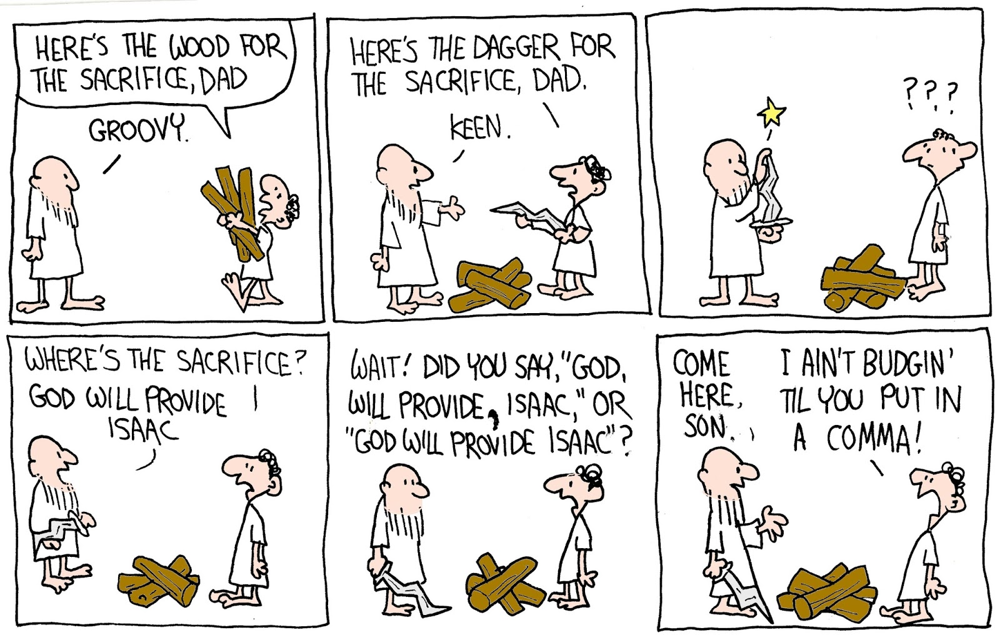 HERE'S THE WOOD FOR
THE SACRIFICE, DAD
GROOVY.
HERE'S THE DAGGER FOR
THE SACRIFICE, DAD.
KEEN.
? ? ?
WHERE'S THE SACRIFICE?
GOD WILL PROVIDE
ISAAC
WAIT! DID YOU SAY, "GOD,
WILL PROVIDE, ISAAC," OR
"GOD WILL PROVIDE ISAAC"?
COME
HERE,
SON.
I AIN'T BUDGIN'
TIL YOU PUT IN
A COMMA!